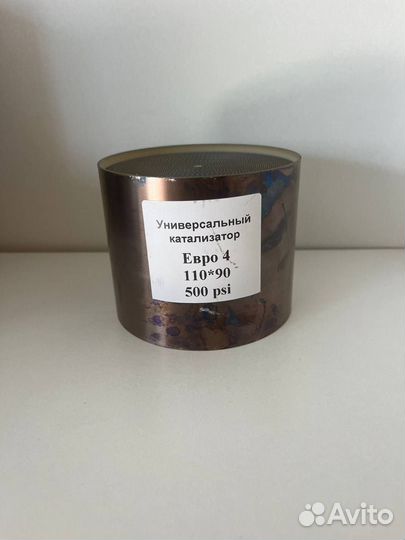 Универсальный
катализатор
Евро 4
110*90
500 psi
Avito